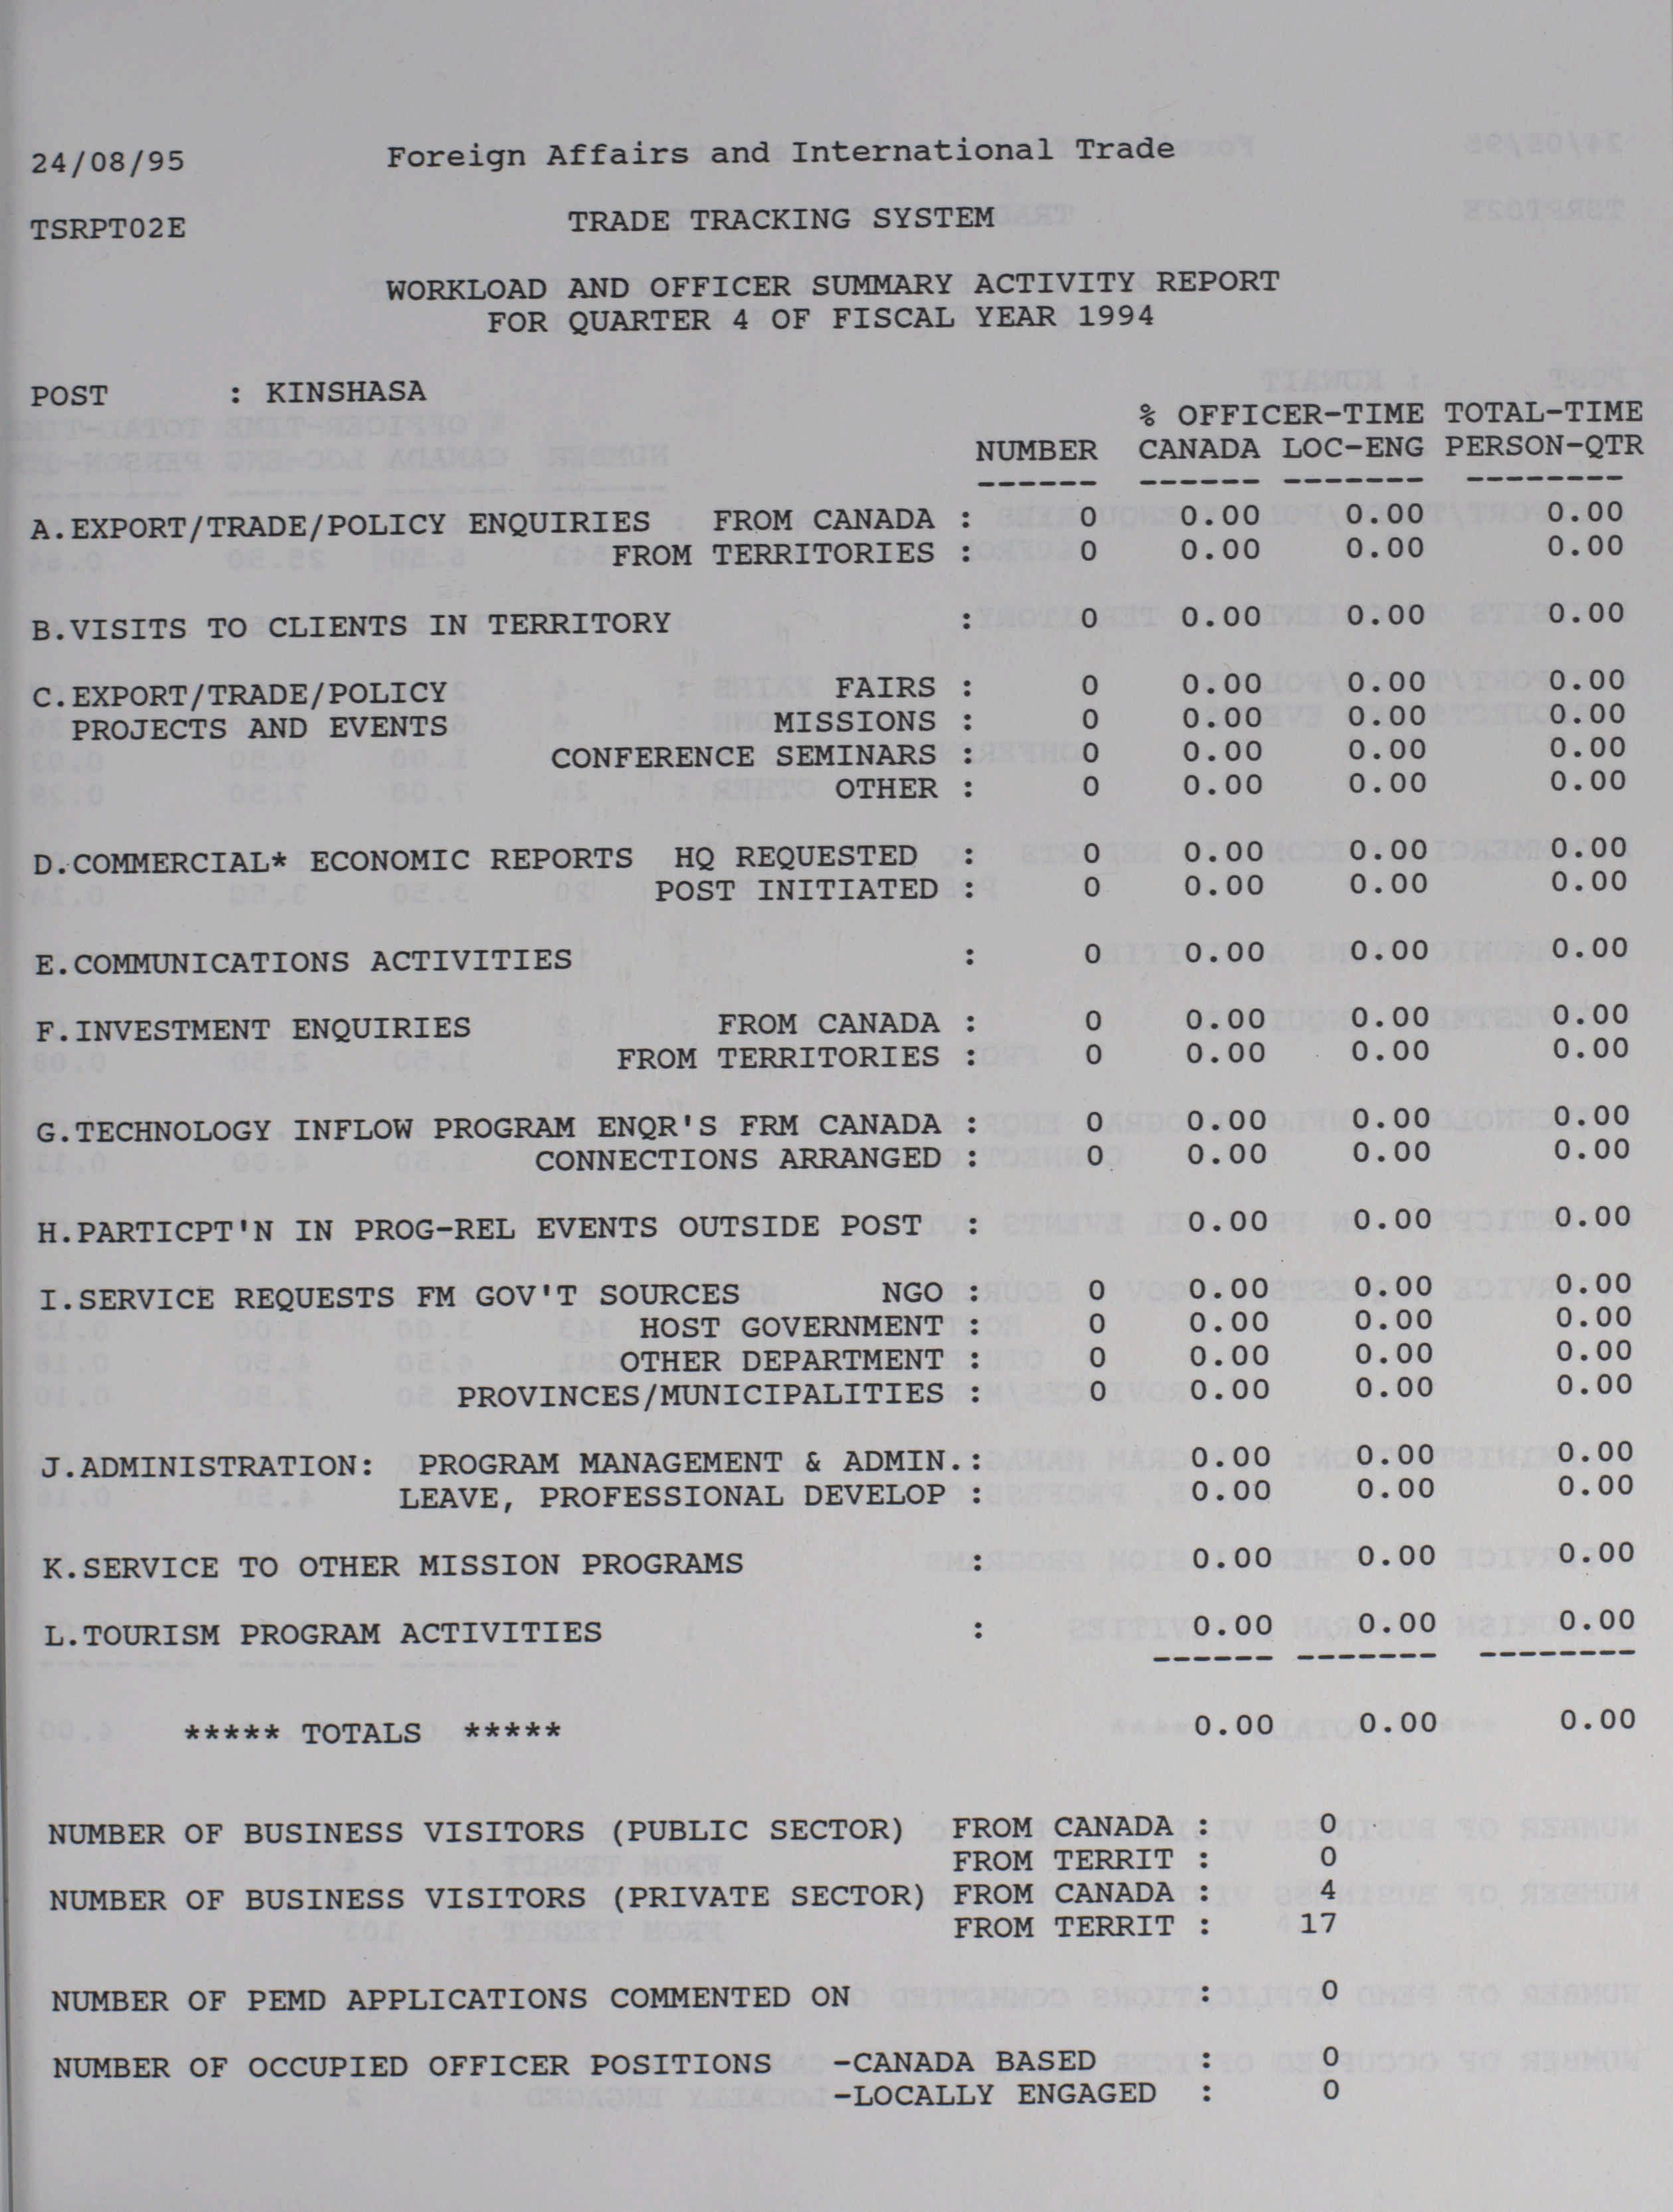 24/08/95 Foreign Affairs and International Trade
TSRPT02E TRADE TRACKING SYSTEM
WORKLOAD AND OFFICER SUMMARY ACTIVITY REPORT
FOR QUARTER 4 OF FISCAL YEAR 1994
POST : KINSHASA
% OFFICER-TIME TOTAL-TIME
NUMBER CANADA LOC-ENG PERSON-QTR
------ ------ ------- --------
A.EXPORT/TRADE/POLICY ENQUIRIES FROM CANADA : 0 0.00 0.00 0.00
FROM TERRITORIES : 0 0.00 0.00 0.00
B.VISITS TO CLIENTS IN TERRITORY : 0 0.00 0.00 0.00
C.EXPORT/TRADE/POLICY FAIRS : 0 0.00 0.00 0.00
PROJECTS AND EVENTS MISSIONS : 0 0.00 0.00 0.00
CONFERENCE SEMINARS : 0 0.00 0.00 0.00
OTHER : 0 0.00 0.00 0.00
D.COMMERCIAL* ECONOMIC REPORTS HQ REQUESTED : 0 0.00 0.00 0.00
POST INITIATED : 0 0.00 0.00 0.00
E.COMMUNICATIONS ACTIVITIES : 0 0.00 0.00 0.00
F.INVESTMENT ENQUIRIES FROM CANADA : 0 0.00 0.00 0.00
FROM TERRITORIES : 0 0.00 0.00 0.00
G.TECHNOLOGY INFLOW PROGRAM ENQR'S FRM CANADA : 0 0.00 0.00 0.00
CONNECTIONS ARRANGED : 0 0.00 0.00 0.00
H.PARTICPT'N IN PROG-REL EVENTS OUTSIDE POST : 0.00 0.00 0.00
I.SERVICE REQUESTS FM GOV'T SOURCES NGO : 0 0.00 0.00 0.00
HOST GOVERNMENT : 0 0.00 0.00 0.00
OTHER DEPARTMENT : 0 0.00 0.00 0.00
PROVINCES/MUNICIPALITIES : 0 0.00 0.00 0.00
J.ADMINISTRATION: PROGRAM MANAGEMENT & ADMIN.: 0.00 0.00 0.00
LEAVE, PROFESSIONAL DEVELOP : 0.00 0.00 0.00
K.SERVICE TO OTHER MISSION PROGRAMS : 0.00 0.00 0.00
L.TOURISM PROGRAM ACTIVITIES : 0.00 0.00 0.00
------ ------- --------
***** TOTALS ***** 0.00 0.00 0.00
NUMBER OF BUSINESS VISITORS (PUBLIC SECTOR) FROM CANADA : 0
FROM TERRIT : 0
NUMBER OF BUSINESS VISITORS (PRIVATE SECTOR) FROM CANADA : 4
FROM TERRIT : 17
NUMBER OF PEMD APPLICATIONS COMMENTED ON : 0
NUMBER OF OCCUPIED OFFICER POSITIONS -CANADA BASED : 0
-LOCALLY ENGAGED : 0